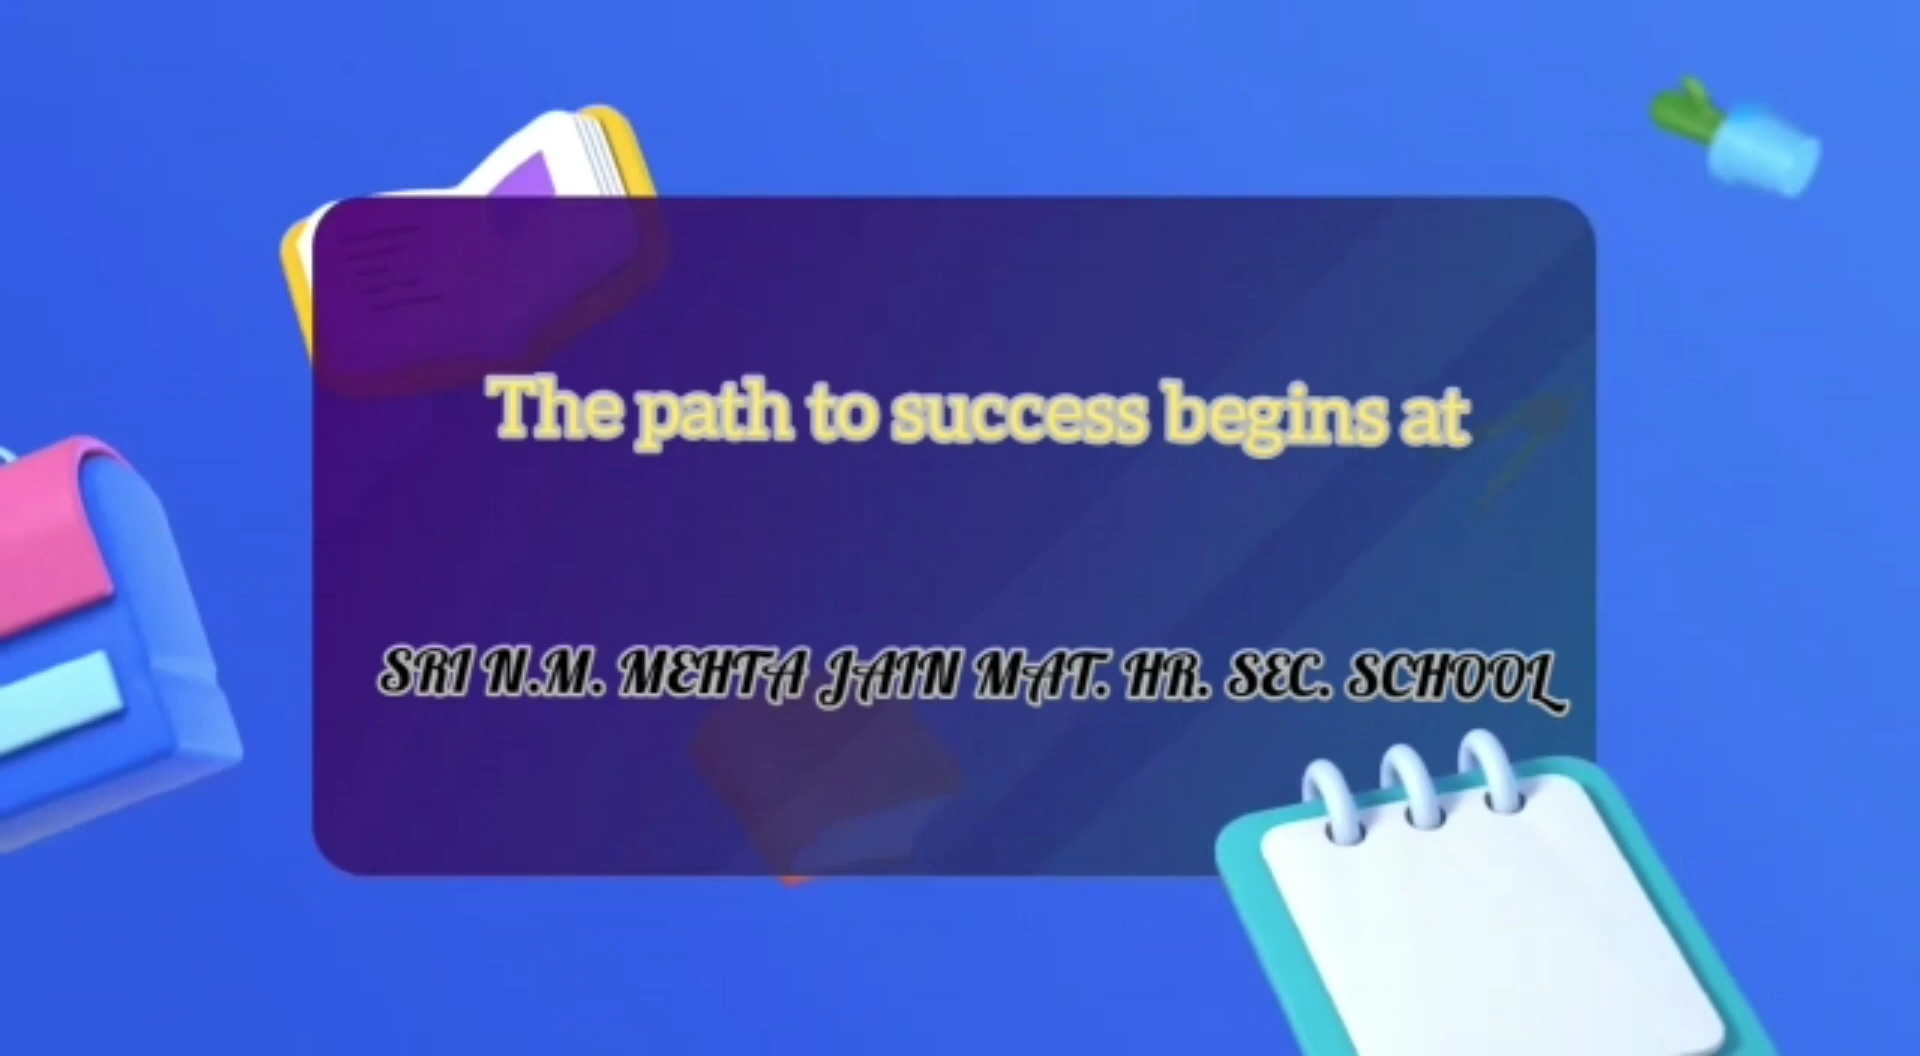 The path to success begins at
SRI N.M. MEHTA JAIN MAT. HR. SEC. SCHOOL